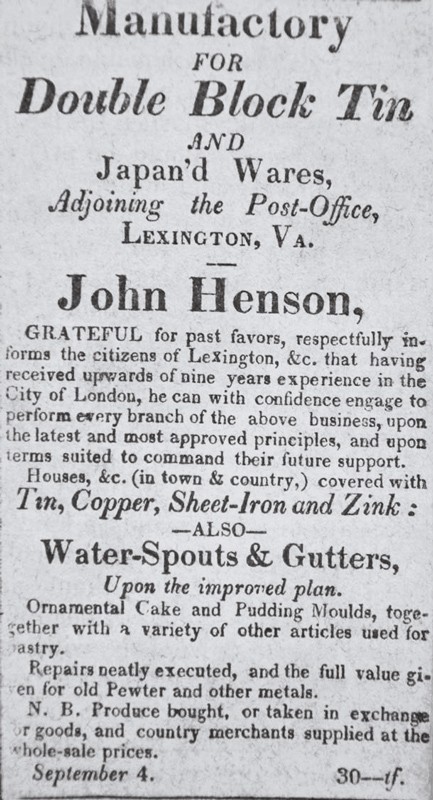 Manufactory
FOR
Double Block Tin
AND
Japan'd Wares,
Adjoining the Post-Office,
LEXINGTON, VA.
John Henson,
GRATEFUL for past favors, respectfully in-
forms the citizens of Lexington, &c. that having
received upwards of nine years experience in the
City of London, he can with confidence engage to
perform every branch of the above business, upon
the latest and most approved principles, and upon
terms suited to command their future support.
Houses, &c. (in town & country,) covered with
Tin, Copper, Sheet-Iron and Zink :
—ALSO—
Water-Spouts & Gutters,
Upon the improved plan.
Ornamental Cake and Pudding Moulds, toge-
gether with a variety of other articles used for
astry.
Repairs neatly executed, and the full value gi-
en for old Pewter and other metals.
N. B. Produce bought, or taken in exchange
or goods, and country merchants supplied at the
whole-sale prices.
September 4. 30—tf.